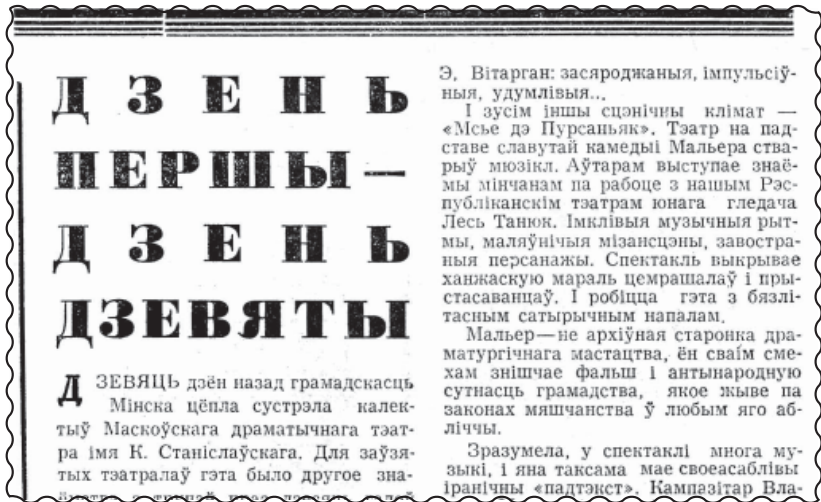 ДЗЕНЬ
ПЕРШЫ—
ДЗЕНЬ
ДЗЕВЯТЫ
ДЗЕВЯЦЬ дзён назад грамадскасць
Мінска цёпла сустрэла калек-
тыў Маскоўскага драматычнага тэат-
ра імя К. Станіслаўскага. Для заўзя-
тых тэатралаў гэта было другое зна-
Э. Вітарган: засяроджаныя, імпульсіў-
ныя, удумлівыя...
І зусім іншы сцэнічны клімат —
«Мсье дэ Пурсаньяк». Тэатр на пад-
ставе славутай камедыі Мальера ства-
рыў мюзікл. Аўтарам выступае знаё-
мы мінчанам па рабоце з нашым Рэс-
публіканскім тэатрам юнага гледача
Лесь Танюк. Імклівыя музычныя рыт-
мы, маляўнічыя мізансцэны, завостра-
ныя персанажы. Спектакль выкрывае
ханжаскую мараль цемрашалаў і пры-
стасаванцаў. І робіцца гэта з бязлі-
тасным сатырычным напалам.
Мальер—не архіўная старонка дра-
матургічнага мастацтва, ён сваім сме-
хам знішчае фальш і антынародную
сутнасць грамадства, якое жыве па
законах мяшчанства ў любым яго аб-
ліччы.
Зразумела, у спектаклі многа му-
зыкі, і яна таксама мае своеасаблівы
іранічны «падтэкст». Кампазітар Вла-